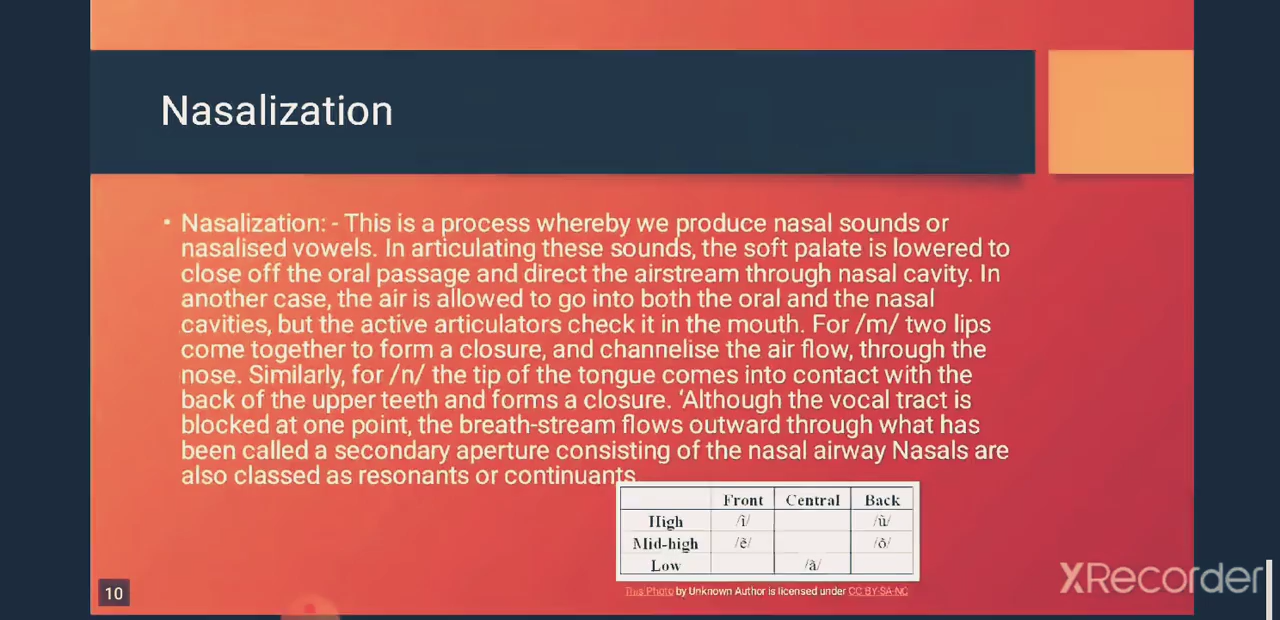 Nasalization
• Nasalization: - This is a process whereby we produce nasal sounds or
nasalised vowels. In articulating these sounds, the soft palate is lowered to
close off the oral passage and direct the airstream through nasal cavity. In
another case, the air is allowed to go into both the oral and the nasal
cavities, but the active articulators check it in the mouth. For /m/ two lips
come together to form a closure, and channelise the air flow, through the
nose. Similarly, for /n/ the tip of the tongue comes into contact with the
back of the upper teeth and forms a closure. ‘Although the vocal tract is
blocked at one point, the breath-stream flows outward through what has
been called a secondary aperture consisting of the nasal airway Nasals are
also classed as resonants or continuants.
Front Central Back
High /ĩ/ /ũ/
Mid-high /ẽ/ /õ/
Low /ã/
This Photo by Unknown Author is licensed under CC BY-SA-NC
10
XRecorder